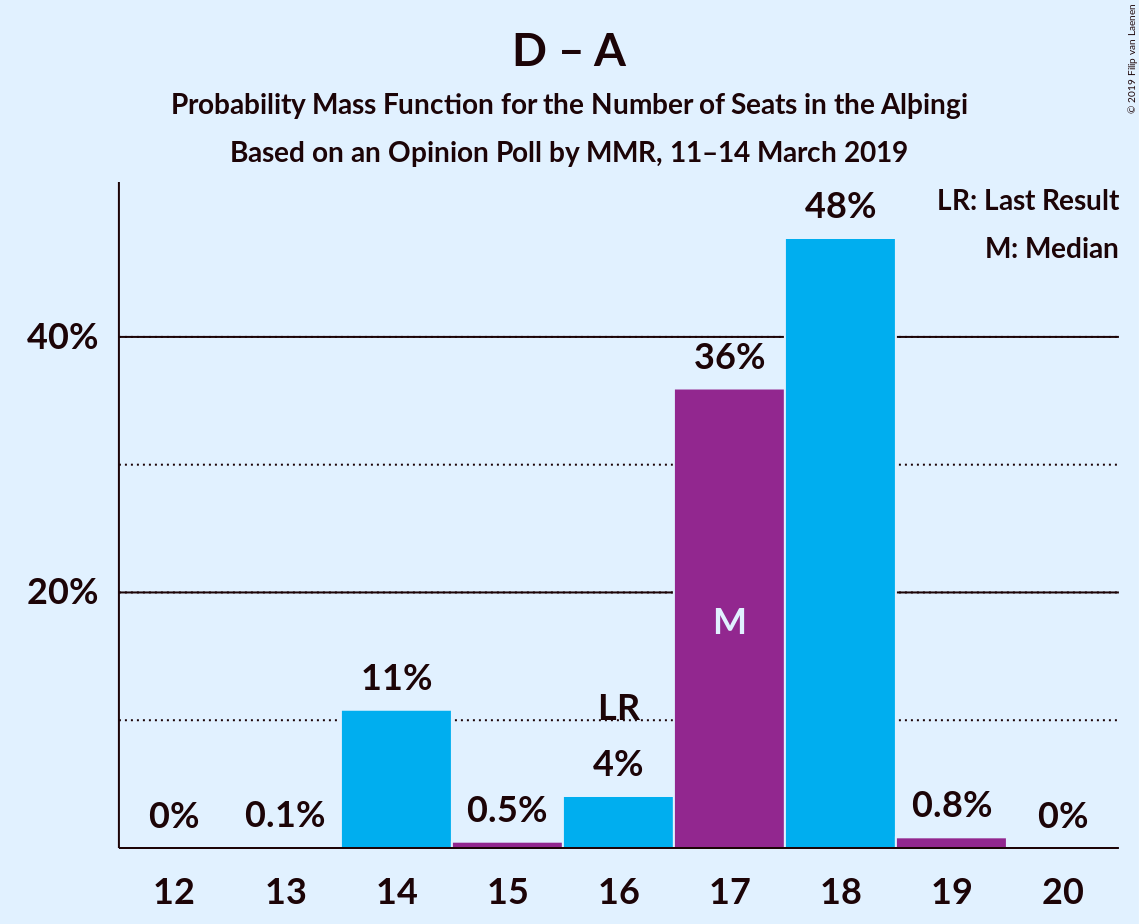 D – A
Probability Mass Function for the Number of Seats in the Alþingi
Based on an Opinion Poll by MMR, 11–14 March 2019
© 2019 Filip van Laenen
LR: Last Result
M: Median
48%
40%
36%
20%
M
11%
LR
4%
0%
0.1%
0.5%
0.8%
0%
12 13 14 15 16 17 18 19 20